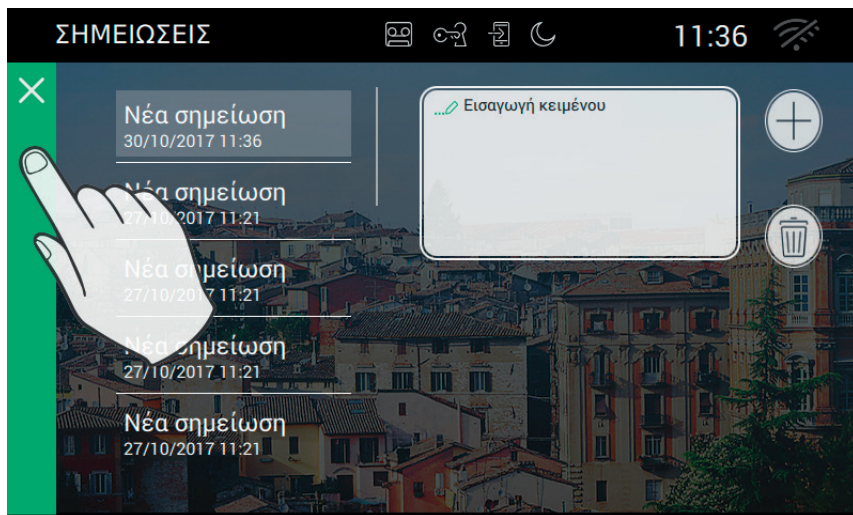 ΣΗΜΕΙΩΣΕΙΣ
11:36
Νέα σημείωση
30/10/2017 11:36
Νέα σημείωση
27/10/2017 11:21
Νέα σημείωση
27/10/2017 11:21
Νέα σημείωση
27/10/2017 11:21
Νέα σημείωση
27/10/2017 11:21
...Εισαγωγή κειμένου